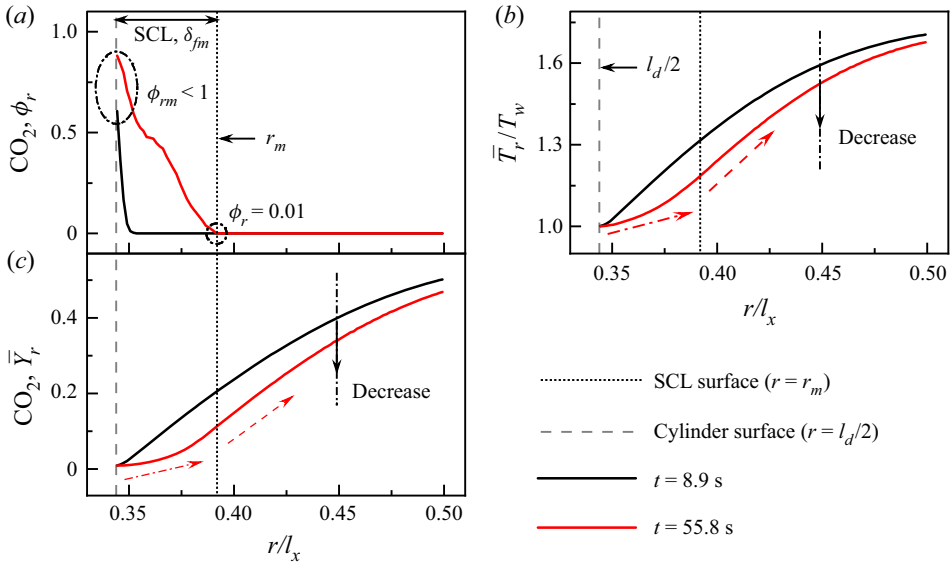 (a)
SCL, δfm
1.0
0.5
0
CO2, ϕr
ϕrm < 1
rm
ϕr = 0.01
(b)
1.6
1.3
1.0
T̅r/Tw
ld/2
Decrease
0.35 0.40 0.45 0.50
r/lx
(c)
0.4
0.2
0
CO2, Y̅r
Decrease
0.35 0.40 0.45 0.50
r/lx
SCL surface (r = rm)
Cylinder surface (r = ld/2)
t = 8.9 s
t = 55.8 s